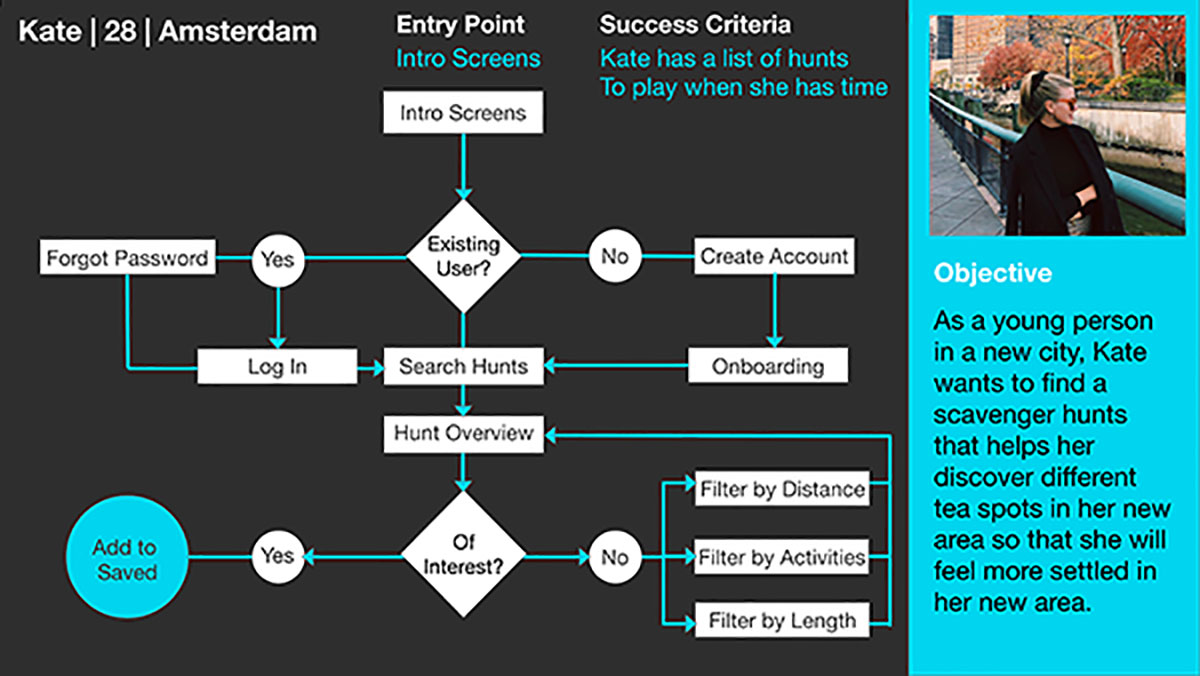 Kate | 28 | Amsterdam
Entry Point
Intro Screens
Success Criteria
Kate has a list of hunts
To play when she has time
Intro Screens
Existing
User?
Yes
No
Forgot Password
Create Account
Log In
Search Hunts
Onboarding
Hunt Overview
Of
Interest?
Yes
No
Add to
Saved
Filter by Distance
Filter by Activities
Filter by Length
Objective
As a young person
in a new city, Kate
wants to find a
scavenger hunts
that helps her
discover different
tea spots in her new
area so that she will
feel more settled in
her new area.